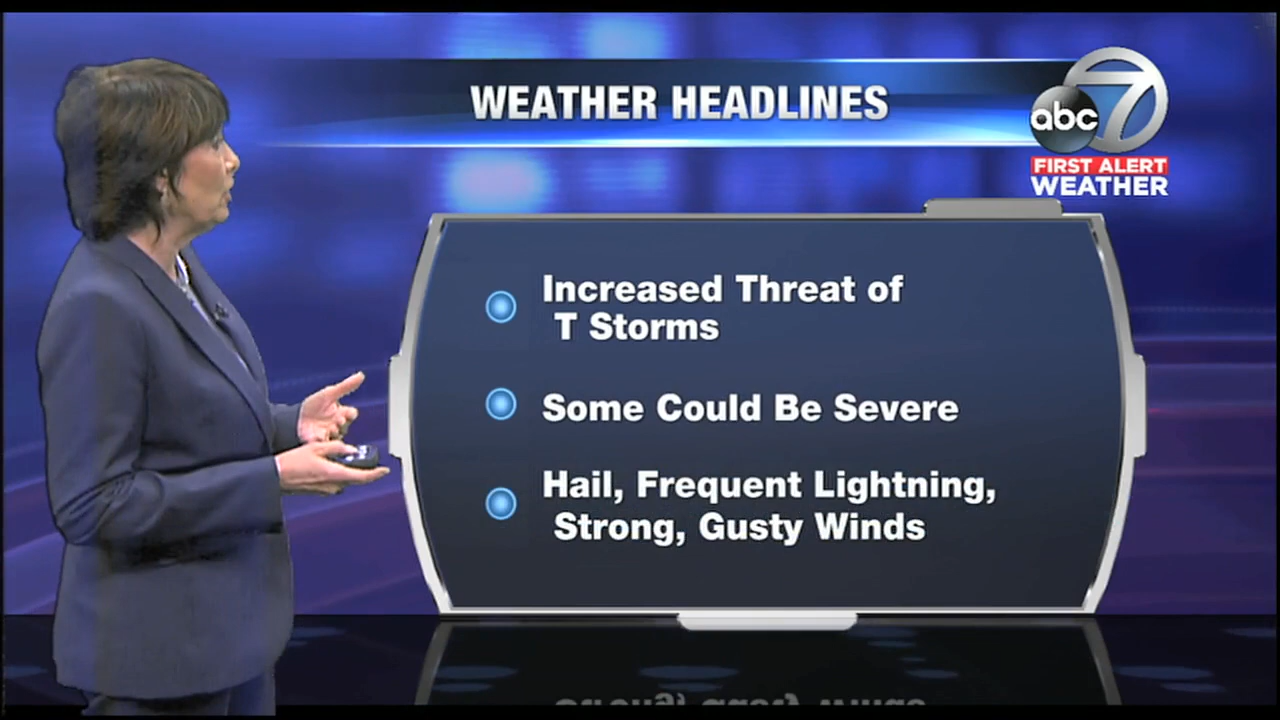 WEATHER HEADLINES
abc 7
FIRST ALERT
WEATHER
Increased Threat of
T Storms
Some Could Be Severe
Hail, Frequent Lightning,
Strong, Gusty Winds